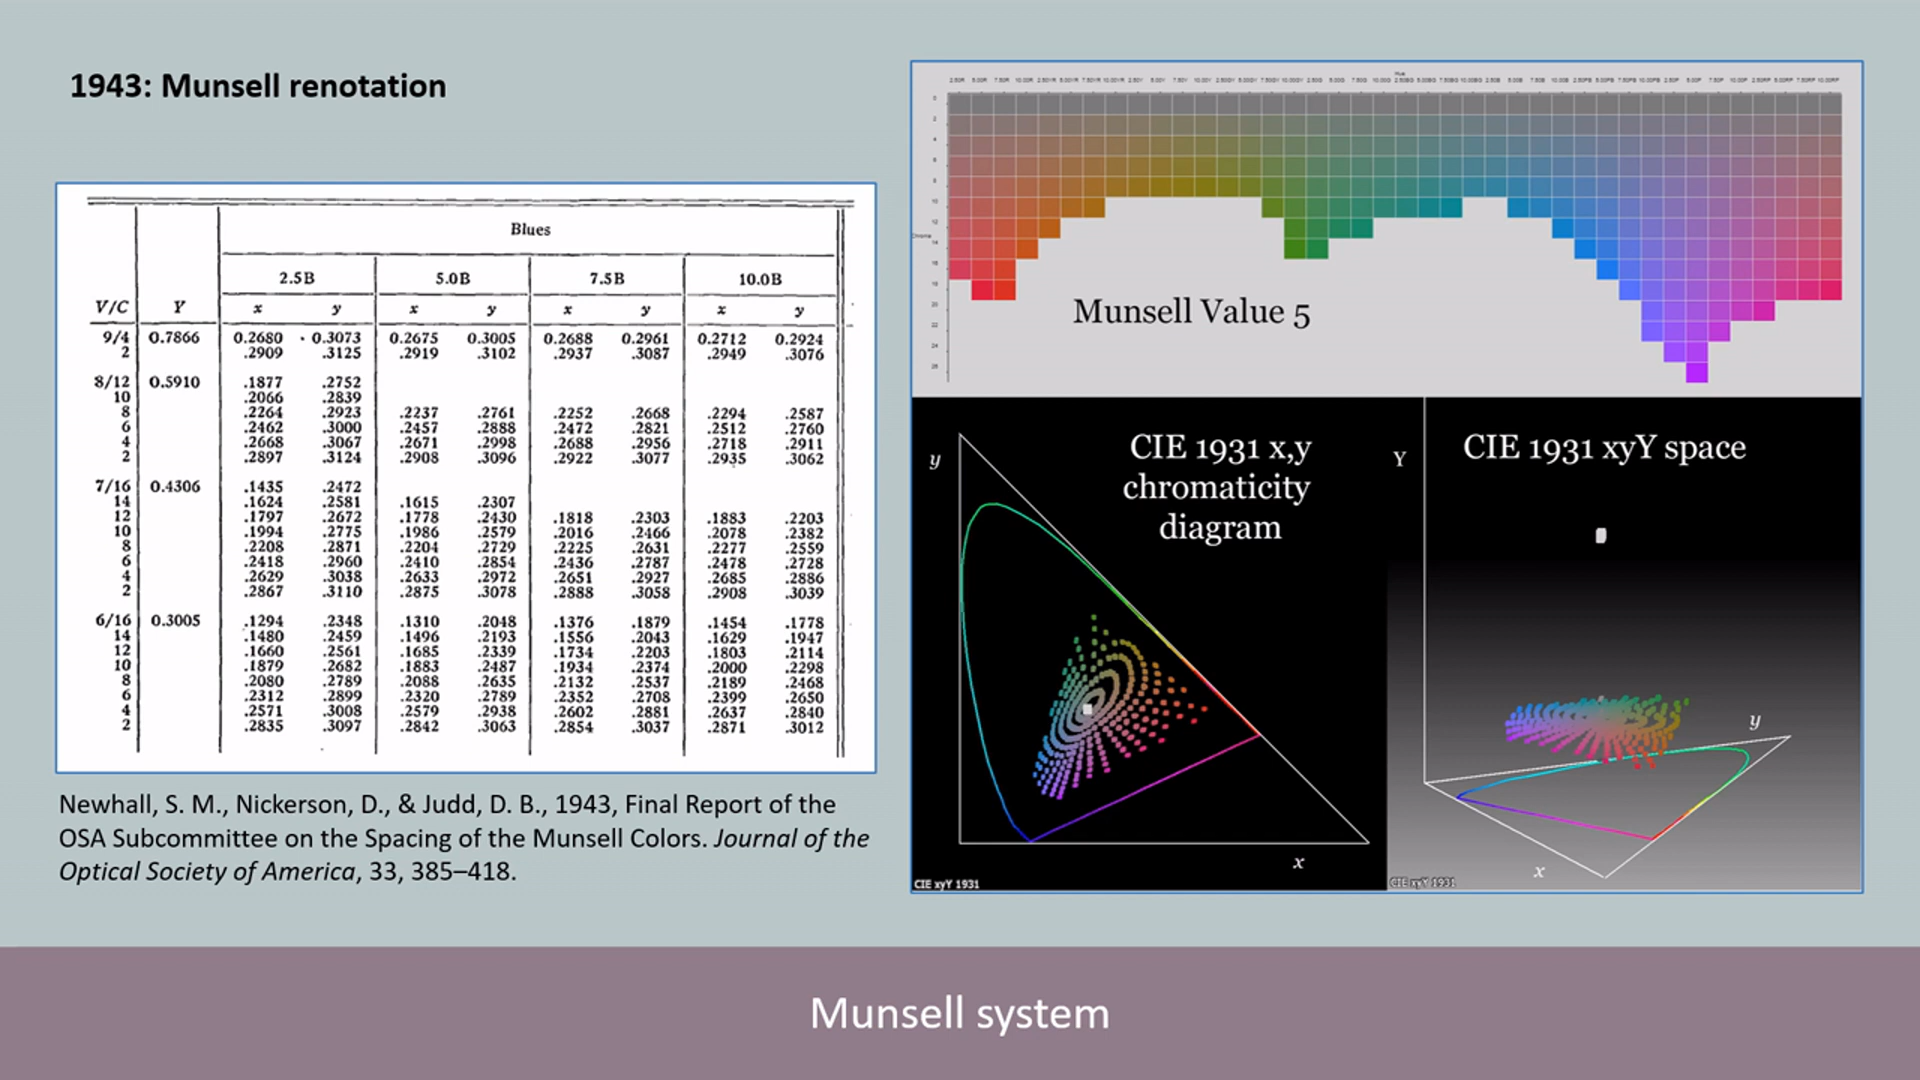 1943: Munsell renotation
Blues
2.5B 5.0B 7.5B 10.0B
V/C Y x y x y x y x y
9/4 0.7866 0.2680 0.3073 0.2675 0.3005 0.2688 0.2961 0.2712 0.2924
2 .2909 .3125 .2919 .3102 .2937 .3087 .2949 .3076
8/12 0.5910 .1877 .2752
10 .2066 .2839
8 .2264 .2923 .2237 .2761 .2252 .2668 .2294 .2587
6 .2462 .3000 .2457 .2888 .2472 .2821 .2512 .2760
4 .2668 .3067 .2671 .2998 .2688 .2956 .2718 .2911
2 .2897 .3124 .2908 .3096 .2922 .3077 .2935 .3062
7/16 0.4306 .1435 .2472
14 .1624 .2581 .1615 .2307
12 .1797 .2672 .1778 .2430 .1818 .2303 .1883 .2203
10 .1994 .2775 .1986 .2579 .2016 .2466 .2078 .2382
8 .2208 .2871 .2204 .2729 .2225 .2631 .2277 .2559
6 .2418 .2960 .2410 .2854 .2436 .2787 .2478 .2728
4 .2629 .3038 .2633 .2972 .2651 .2927 .2685 .2886
2 .2867 .3110 .2875 .3078 .2888 .3058 .2908 .3039
6/16 0.3005 .1294 .2348 .1310 .2048 .1376 .1879 .1454 .1778
14 .1480 .2459 .1496 .2193 .1556 .2043 .1629 .1947
12 .1660 .2561 .1685 .2339 .1734 .2203 .1803 .2114
10 .1879 .2682 .1883 .2487 .1934 .2374 .2000 .2298
8 .2080 .2789 .2088 .2635 .2132 .2537 .2189 .2468
6 .2312 .2899 .2320 .2789 .2352 .2708 .2399 .2650
4 .2571 .3008 .2579 .2938 .2602 .2881 .2637 .2840
2 .2835 .3097 .2842 .3063 .2854 .3037 .2871 .3012
Newhall, S. M., Nickerson, D., & Judd, D. B., 1943, Final Report of the
OSA Subcommittee on the Spacing of the Munsell Colors. Journal of the
Optical Society of America, 33, 385–418.
Hue
Chroma
Munsell Value 5
y
CIE 1931 x,y
chromaticity
diagram
x
CIE xyY 1931
Y
CIE 1931 xyY space
y
x
CIE xyY 1931
Munsell system